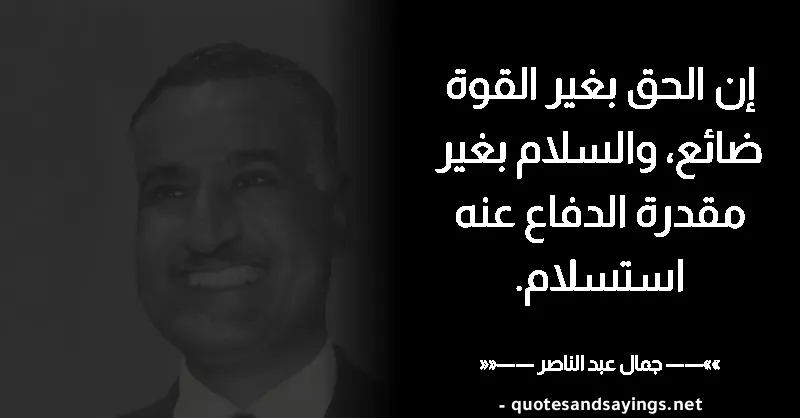 إن الحق بغير القوة
ضائع، والسلام بغير
مقدرة الدفاع عنه
استسلام.
»»—— جمال عبد الناصر ——««
- quotesandsayings.net